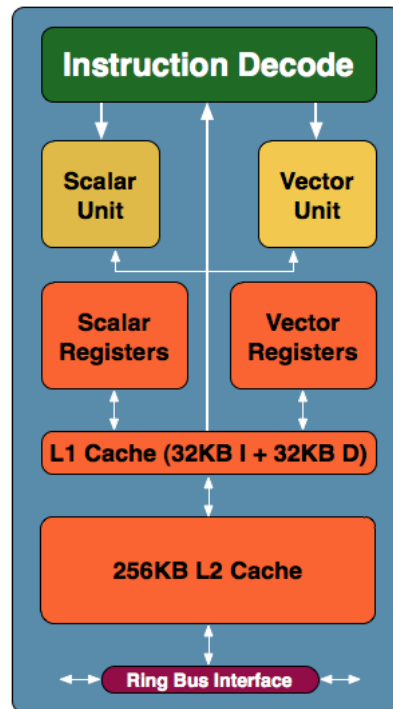 Instruction Decode
Scalar
Unit
Vector
Unit
Scalar
Registers
Vector
Registers
L1 Cache (32KB I + 32KB D)
256KB L2 Cache
Ring Bus Interface